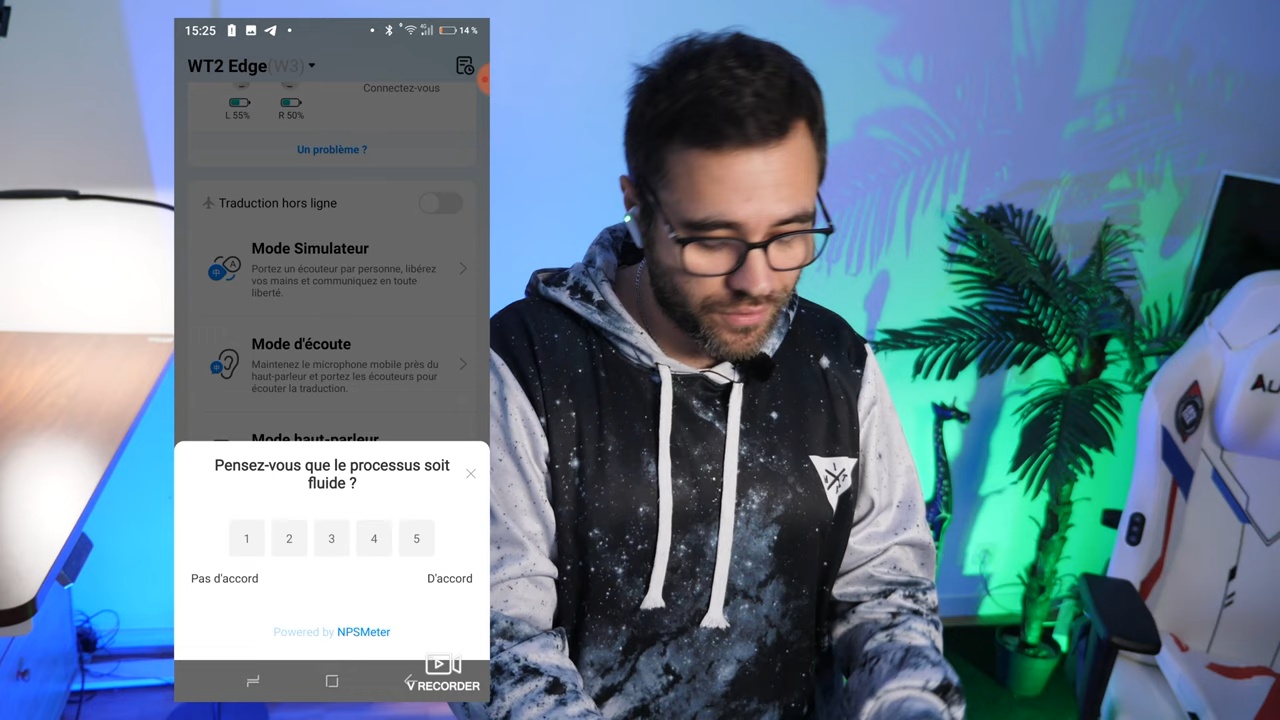 15:25
4G
14 %
WT2 Edge(W3)
Connectez-vous
L 55% R 50%
Un problème ?
Traduction hors ligne
Mode Simulateur
Portez un écouteur par personne, libérez
vos mains et communiquez en toute
liberté.
Mode d'écoute
Maintenez le microphone mobile près du
haut-parleur et portez les écouteurs pour
écouter la traduction.
Mode haut-parleur
Pensez-vous que le processus soit
fluide ?
1 2 3 4 5
Pas d'accord D'accord
Powered by NPSMeter
V RECORDER